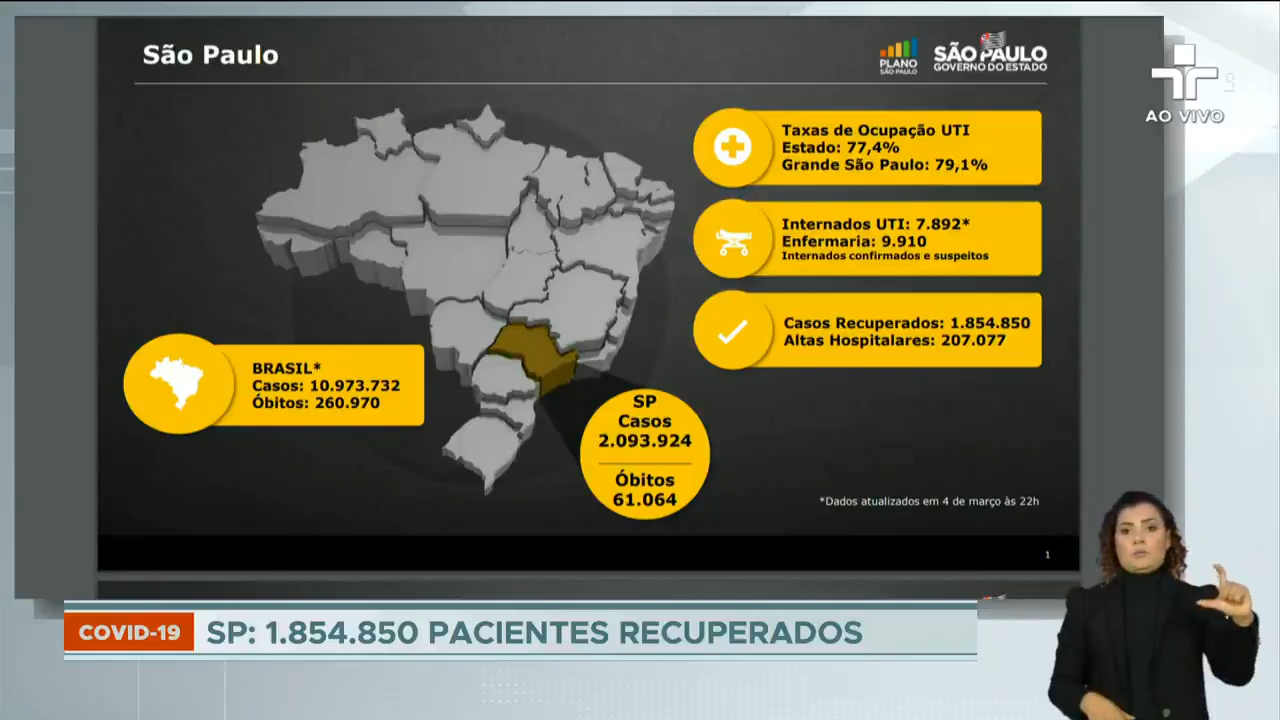 São Paulo
PLANO
SÃO PAULO
SÃO PAULO
GOVERNO DO ESTADO
AO VIVO
Taxas de Ocupação UTI
Estado: 77,4%
Grande São Paulo: 79,1%
Internados UTI: 7.892*
Enfermaria: 9.910
Internados confirmados e suspeitos
Casos Recuperados: 1.854.850
Altas Hospitalares: 207.077
BRASIL*
Casos: 10.973.732
Óbitos: 260.970
SP
Casos
2.093.924
Óbitos
61.064
*Dados atualizados em 4 de março às 22h
1
COVID-19
SP: 1.854.850 PACIENTES RECUPERADOS